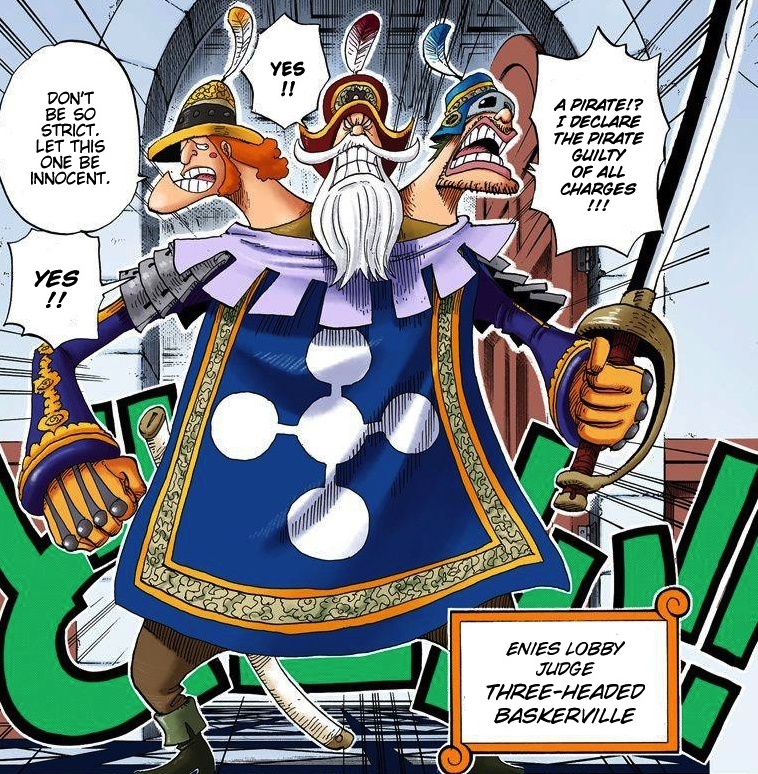 DON'T
BE SO
STRICT.
LET THIS
ONE BE
INNOCENT.
YES
!!
YES
!!
A PIRATE!?
I DECLARE
THE PIRATE
GUILTY
OF ALL
CHARGES
!!!
ENIES LOBBY
JUDGE
THREE-HEADED
BASKERVILLE